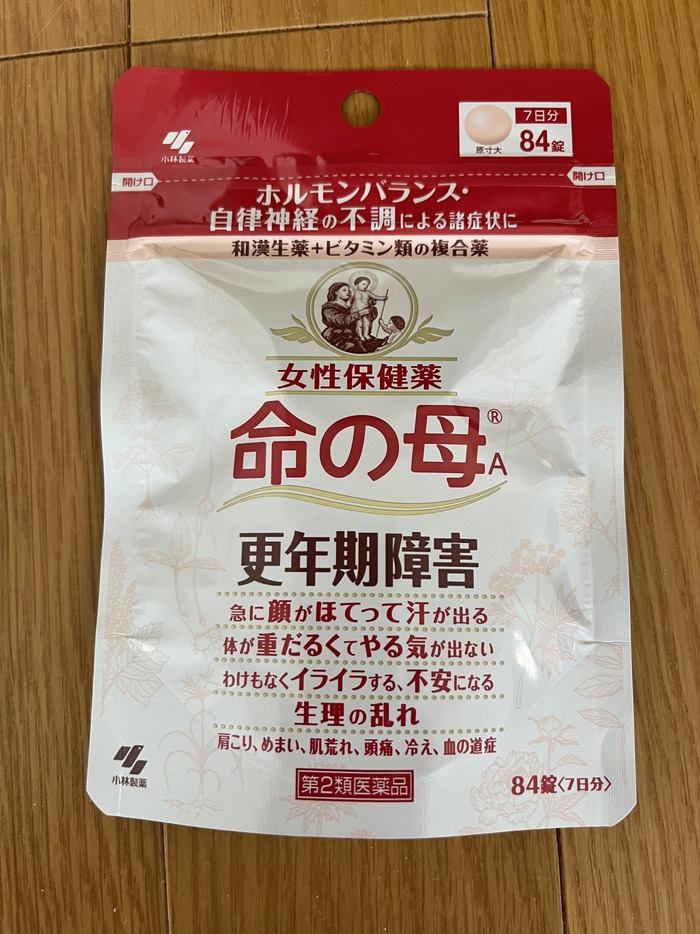 小林製薬
7日分
84錠
原寸大
開け口
開け口
ホルモンバランス・
自律神経の不調による諸症状に
和漢生薬+ビタミン類の複合薬
女性保健薬
命の母®A
更年期障害
急に顔がほてって汗が出る
体が重だるくてやる気が出ない
わけもなくイライラする、不安になる
生理の乱れ
肩こり、めまい、肌荒れ、頭痛、冷え、血の道症
小林製薬
第2類医薬品
84錠〈7日分〉